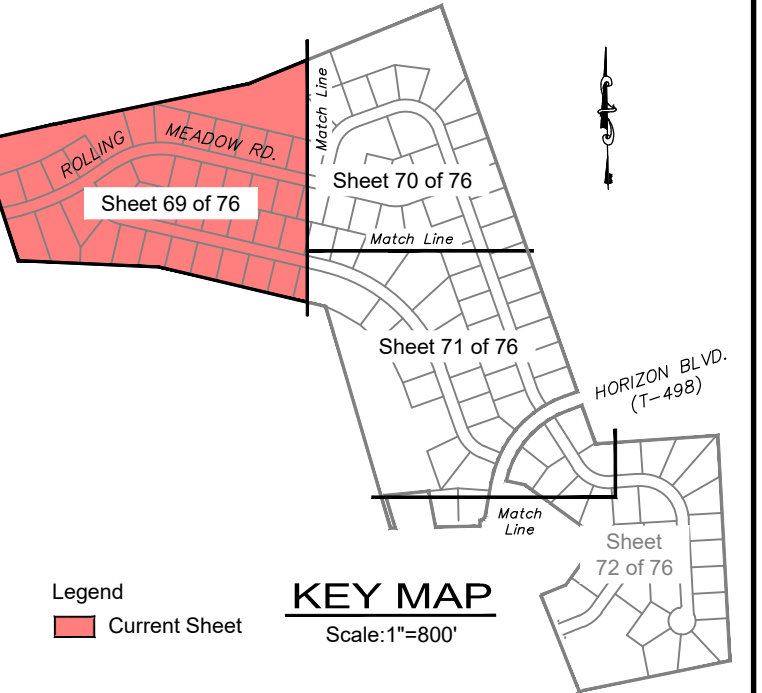 Match Line
ROLLING
MEADOW RD.
Sheet 69 of 76
Sheet 70 of 76
Match Line
Sheet 71 of 76
HORIZON BLVD.
(T-498)
Match
Line
Sheet
72 of 76
Legend
Current Sheet
KEY MAP
Scale:1"=800'